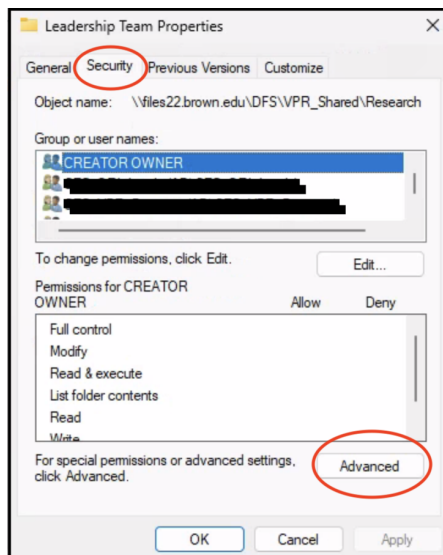 Leadership Team Properties
General Security Previous Versions Customize
Object name: \\files22.brown.edu\DFS\VPR_Shared\Research
Group or user names:
CREATOR OWNER
To change permissions, click Edit.
Edit...
Permissions for CREATOR
OWNER Allow Deny
Full control
Modify
Read & execute
List folder contents
Read
Write
For special permissions or advanced settings,
click Advanced.
Advanced
OK Cancel Apply